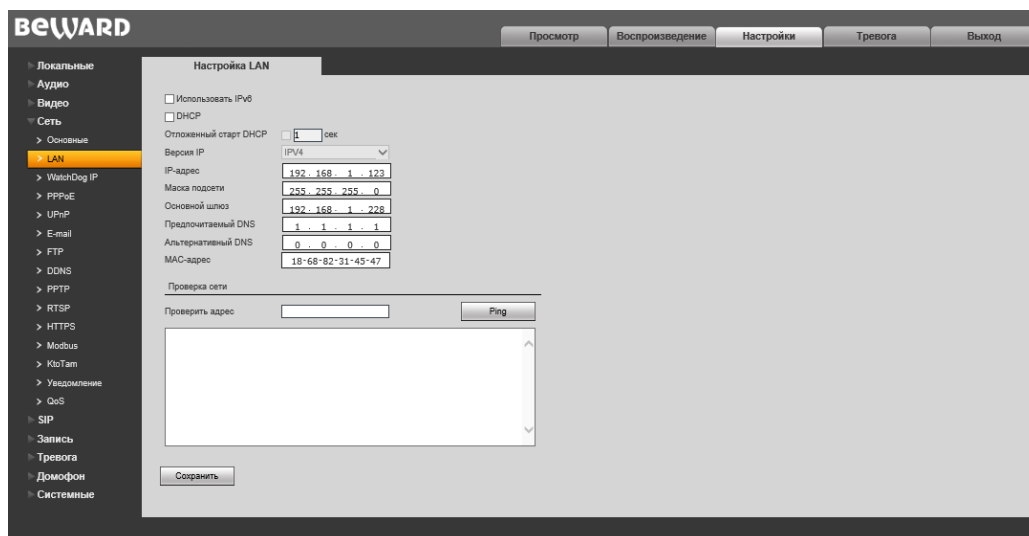 BEWARD
Просмотр
Воспроизведение
Настройки
Тревога
Выход
Локальные
Аудио
Видео
Сеть
Основные
LAN
WatchDog IP
PPPoE
UPnP
E-mail
FTP
DDNS
PPTP
RTSP
HTTPS
Modbus
KtoTam
Уведомление
QoS
SIP
Запись
Тревога
Домофон
Системные
Настройка LAN
Использовать IPv6
DHCP
Отложенный старт DHCP 1 сек
Версия IP IPV4
IP-адрес 192 . 168 . 1 . 123
Маска подсети 255 . 255 . 255 . 0
Основной шлюз 192 . 168 . 1 . 228
Предпочитаемый DNS 1 . 1 . 1 . 1
Альтернативный DNS 0 . 0 . 0 . 0
MAC-адрес 18-68-82-31-45-47
Проверка сети
Проверить адрес Ping
Сохранить